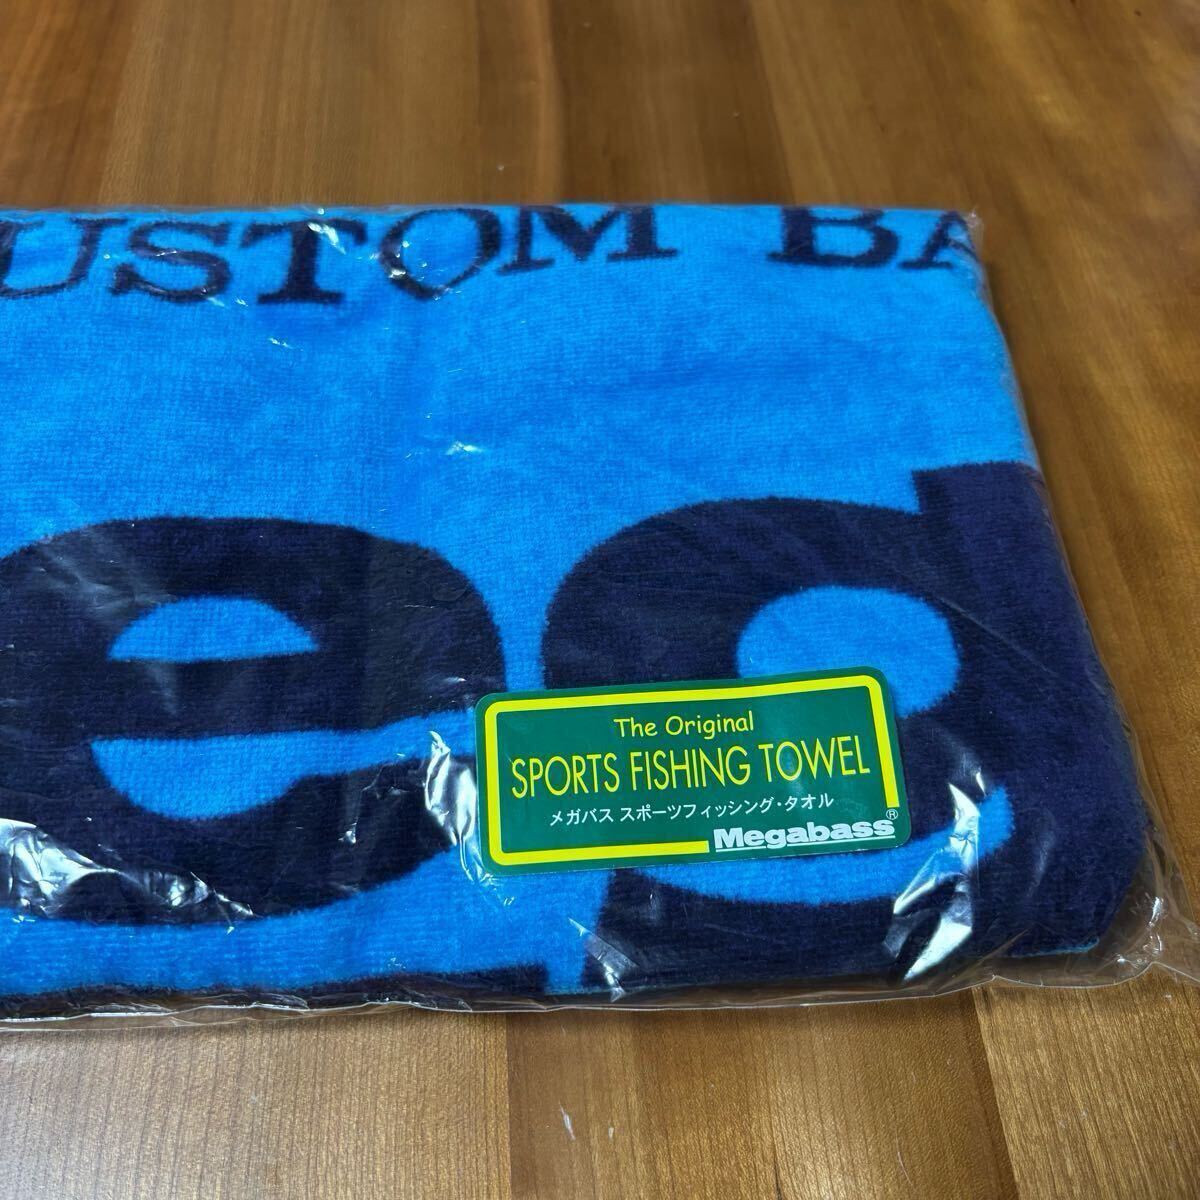 USTOM BA
eg
The Original
SPORTS FISHING TOWEL
メガバス スポーツフィッシング・タオル
Megabass®